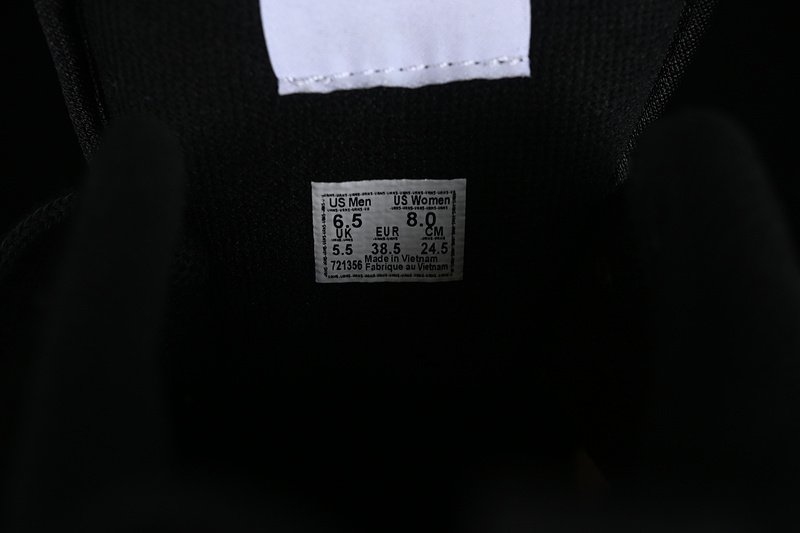 US Men US Women
6.5 8.0
UK EUR CM
5.5 38.5 24.5
Made in Vietnam
721356 Fabrique au Vietnam